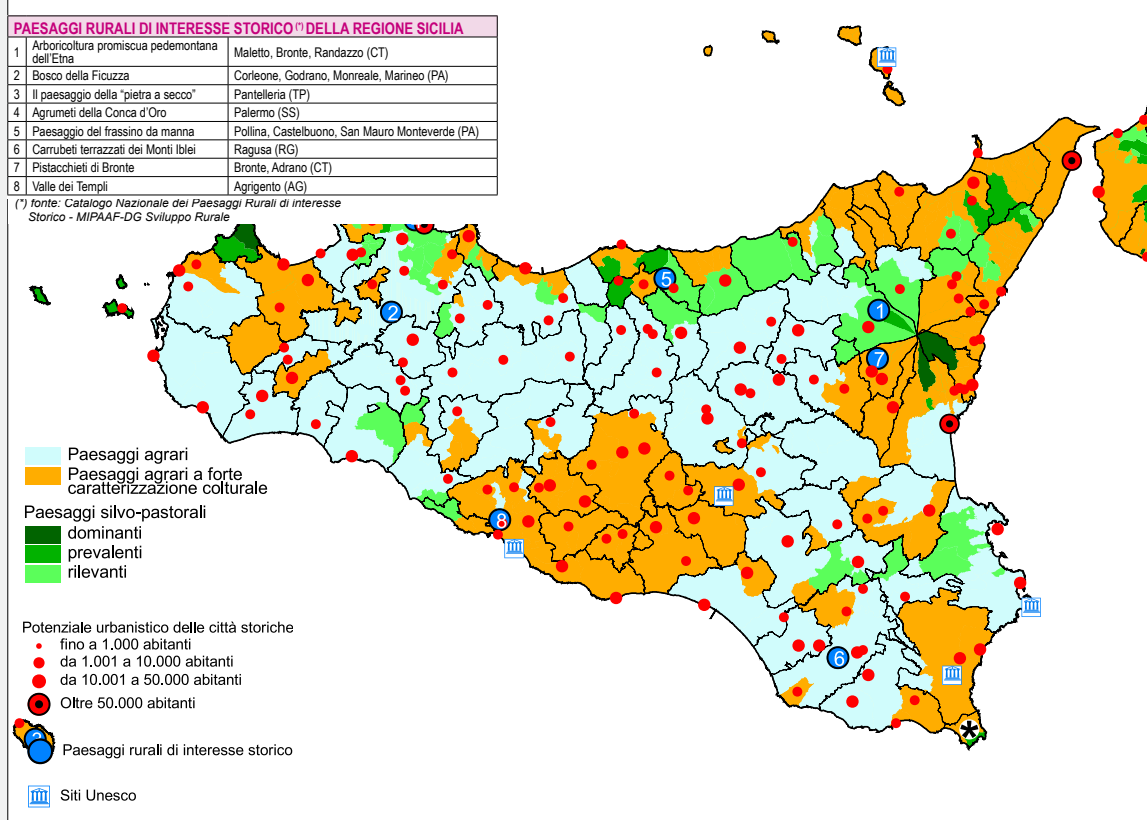 PAESAGGI RURALI DI INTERESSE STORICO (*) DELLA REGIONE SICILIA
1 Arboricoltura promiscua pedemontana dell'Etna Maletto, Bronte, Randazzo (CT)
2 Bosco della Ficuzza Corleone, Godrano, Monreale, Marineo (PA)
3 Il paesaggio della "pietra a secco" Pantelleria (TP)
4 Agrumeti della Conca d'Oro Palermo (SS)
5 Paesaggio del frassino da manna Pollina, Castelbuono, San Mauro Monteverde (PA)
6 Carrubeti terrazzati dei Monti Iblei Ragusa (RG)
7 Pistacchieti di Bronte Bronte, Adrano (CT)
8 Valle dei Templi Agrigento (AG)
(*) fonte: Catalogo Nazionale dei Paesaggi Rurali di interesse
Storico - MIPAAF-DG Sviluppo Rurale
5
1
2
7
8
6
*
Paesaggi agrari
Paesaggi agrari a forte
caratterizzazione colturale
Paesaggi silvo-pastorali
dominanti
prevalenti
rilevanti
Potenziale urbanistico delle città storiche
fino a 1.000 abitanti
da 1.001 a 10.000 abitanti
da 10.001 a 50.000 abitanti
Oltre 50.000 abitanti
Paesaggi rurali di interesse storico
Siti Unesco